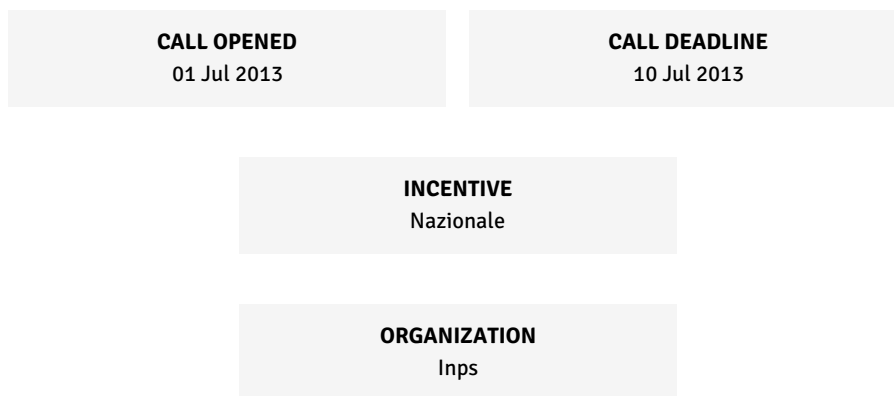 CALL OPENED
01 Jul 2013
CALL DEADLINE
10 Jul 2013
INCENTIVE
Nazionale
ORGANIZATION
Inps